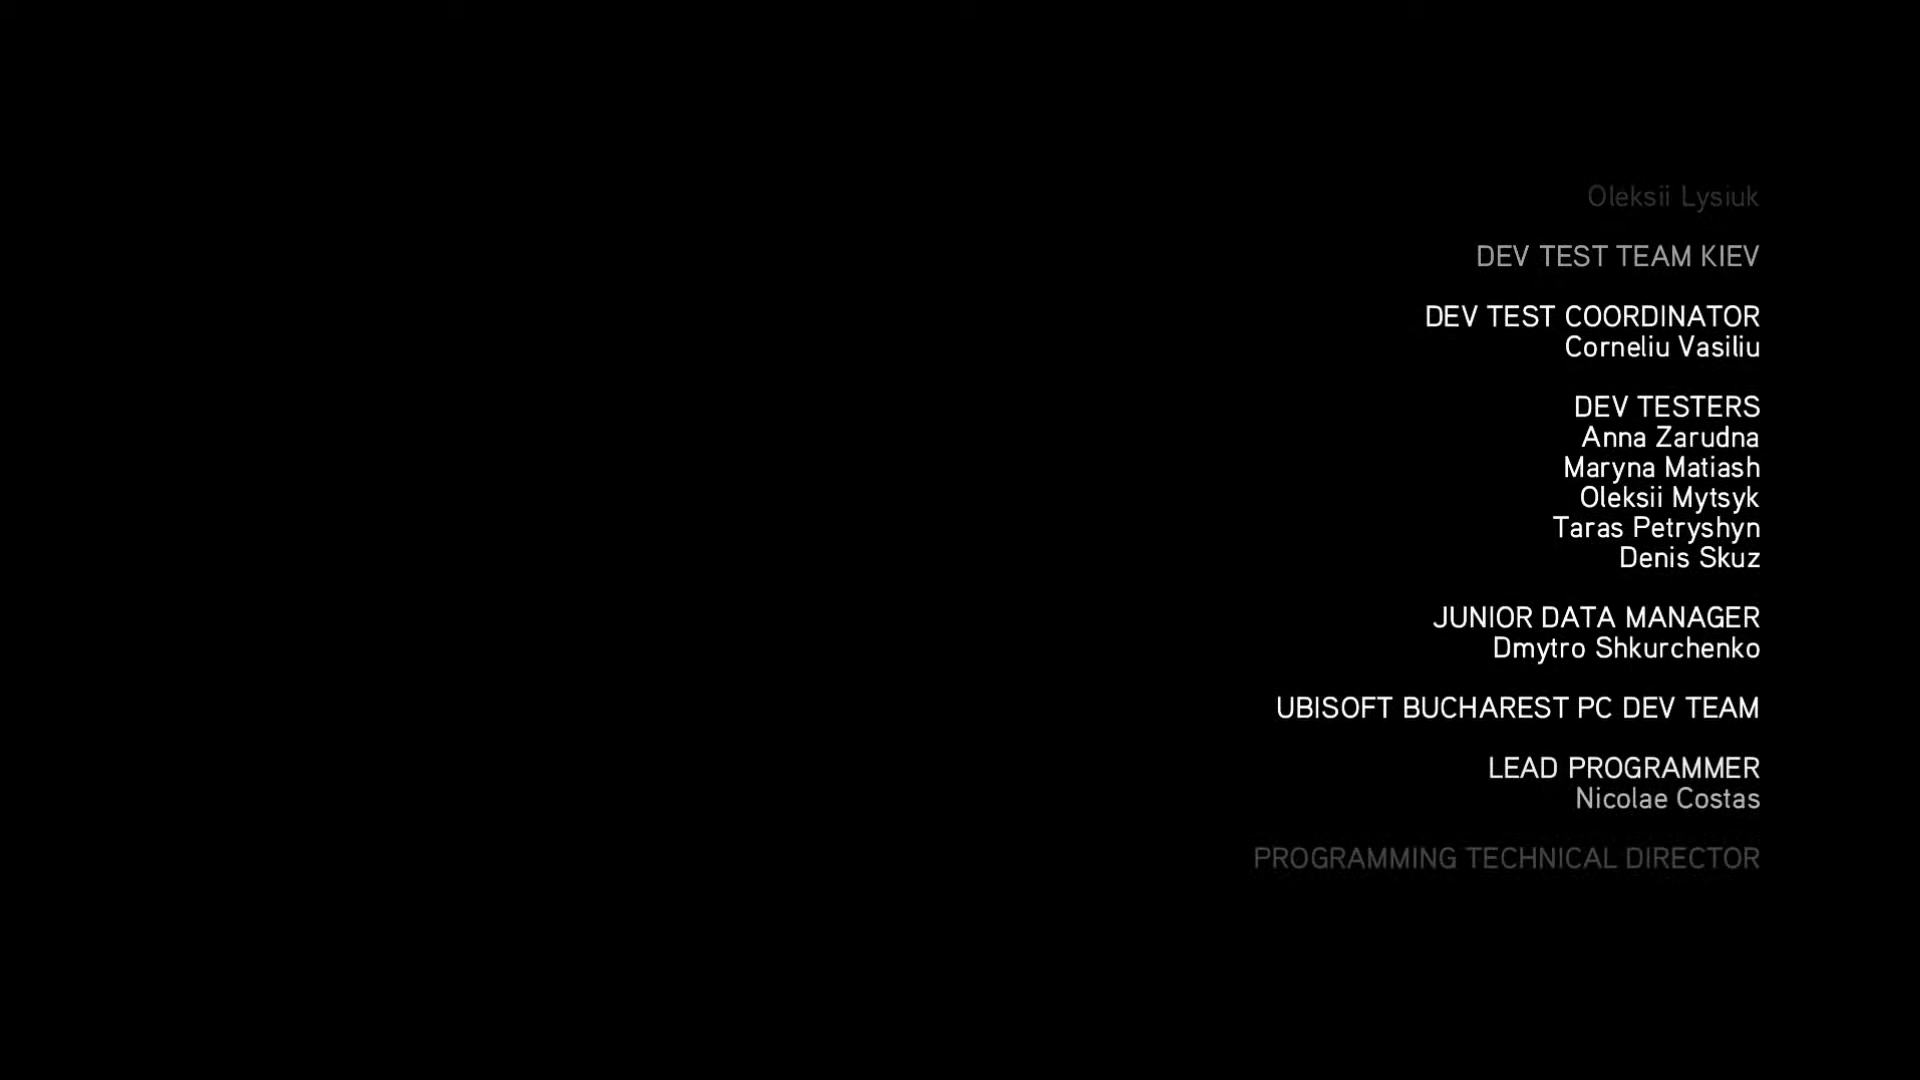 Oleksii Lysiuk
DEV TEST TEAM KIEV
DEV TEST COORDINATOR
Corneliu Vasiliu
DEV TESTERS
Anna Zarudna
Maryna Matiash
Oleksii Mytsyk
Taras Petryshyn
Denis Skuz
JUNIOR DATA MANAGER
Dmytro Shkurchenko
UBISOFT BUCHAREST PC DEV TEAM
LEAD PROGRAMMER
Nicolae Costas
PROGRAMMING TECHNICAL DIRECTOR